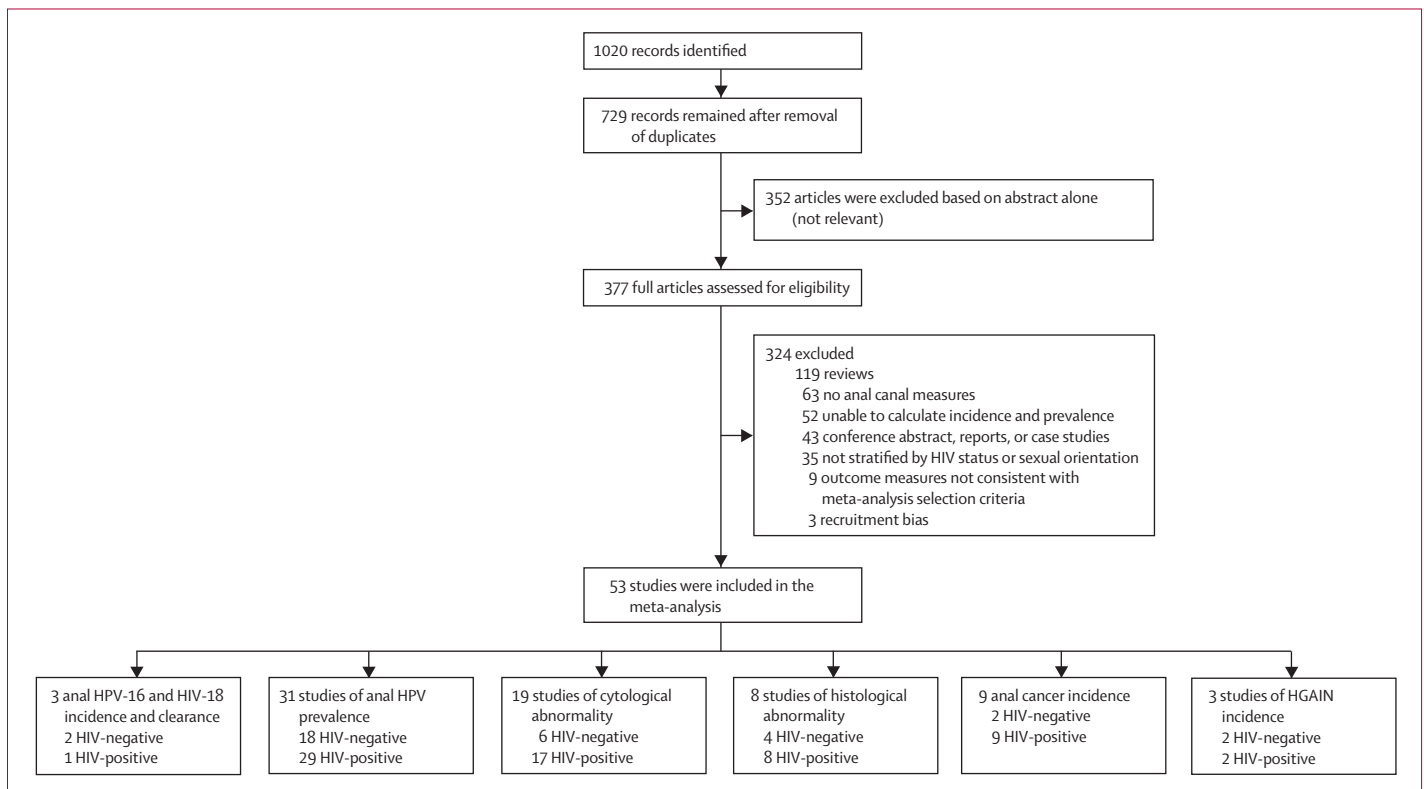 1020 records identified
729 records remained after removal
of duplicates
352 articles were excluded based on abstract alone
(not relevant)
377 full articles assessed for eligibility
324 excluded
119 reviews
63 no anal canal measures
52 unable to calculate incidence and prevalence
43 conference abstract, reports, or case studies
35 not stratified by HIV status or sexual orientation
9 outcome measures not consistent with
meta-analysis selection criteria
3 recruitment bias
53 studies were included in the
meta-analysis
3 anal HPV-16 and HIV-18
incidence and clearance
2 HIV-negative
1 HIV-positive
31 studies of anal HPV
prevalence
18 HIV-negative
29 HIV-positive
19 studies of cytological
abnormality
6 HIV-negative
17 HIV-positive
8 studies of histological
abnormality
4 HIV-negative
8 HIV-positive
9 anal cancer incidence
2 HIV-negative
9 HIV-positive
3 studies of HGAIN
incidence
2 HIV-negative
2 HIV-positive